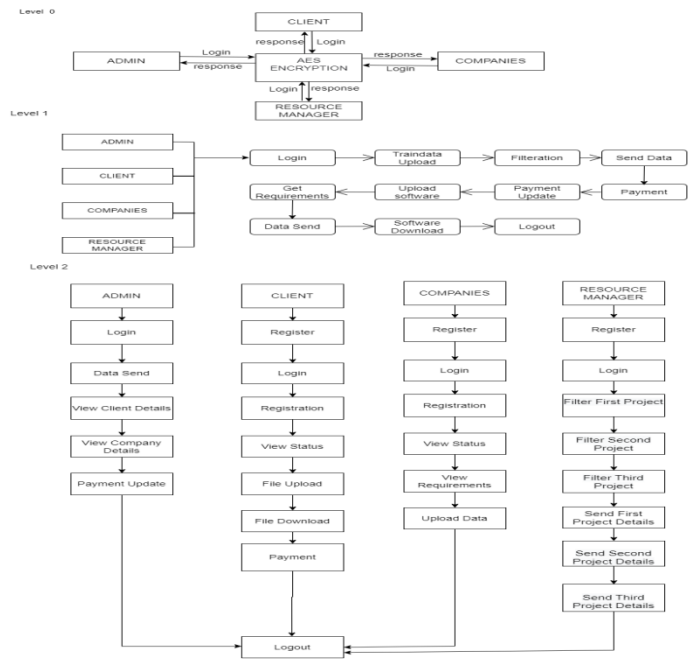 Level 0
CLIENT
response
Login
Login
response
Login
ADMIN
response
AES
ENCRYPTION
COMPANIES
Login
response
RESOURCE
MANAGER
Level 1
ADMIN
CLIENT
COMPANIES
RESOURCE
MANAGER
Login
Traindata
Upload
Filteration
Send Data
Get
Requirements
Upload
software
Payment
Update
Payment
Data Send
Software
Download
Logout
Level 2
ADMIN
Login
Data Send
View Client Details
View Company
Details
Payment Update
CLIENT
Register
Login
Registration
View Status
File Upload
File Download
Payment
COMPANIES
Register
Login
Registration
View Status
View
Requirements
Upload Data
RESOURCE
MANAGER
Register
Login
Filter First Project
Filter Second
Project
Filter Third
Project
Send First
Project Details
Send Second
Project Details
Send Third
Project Details
Logout